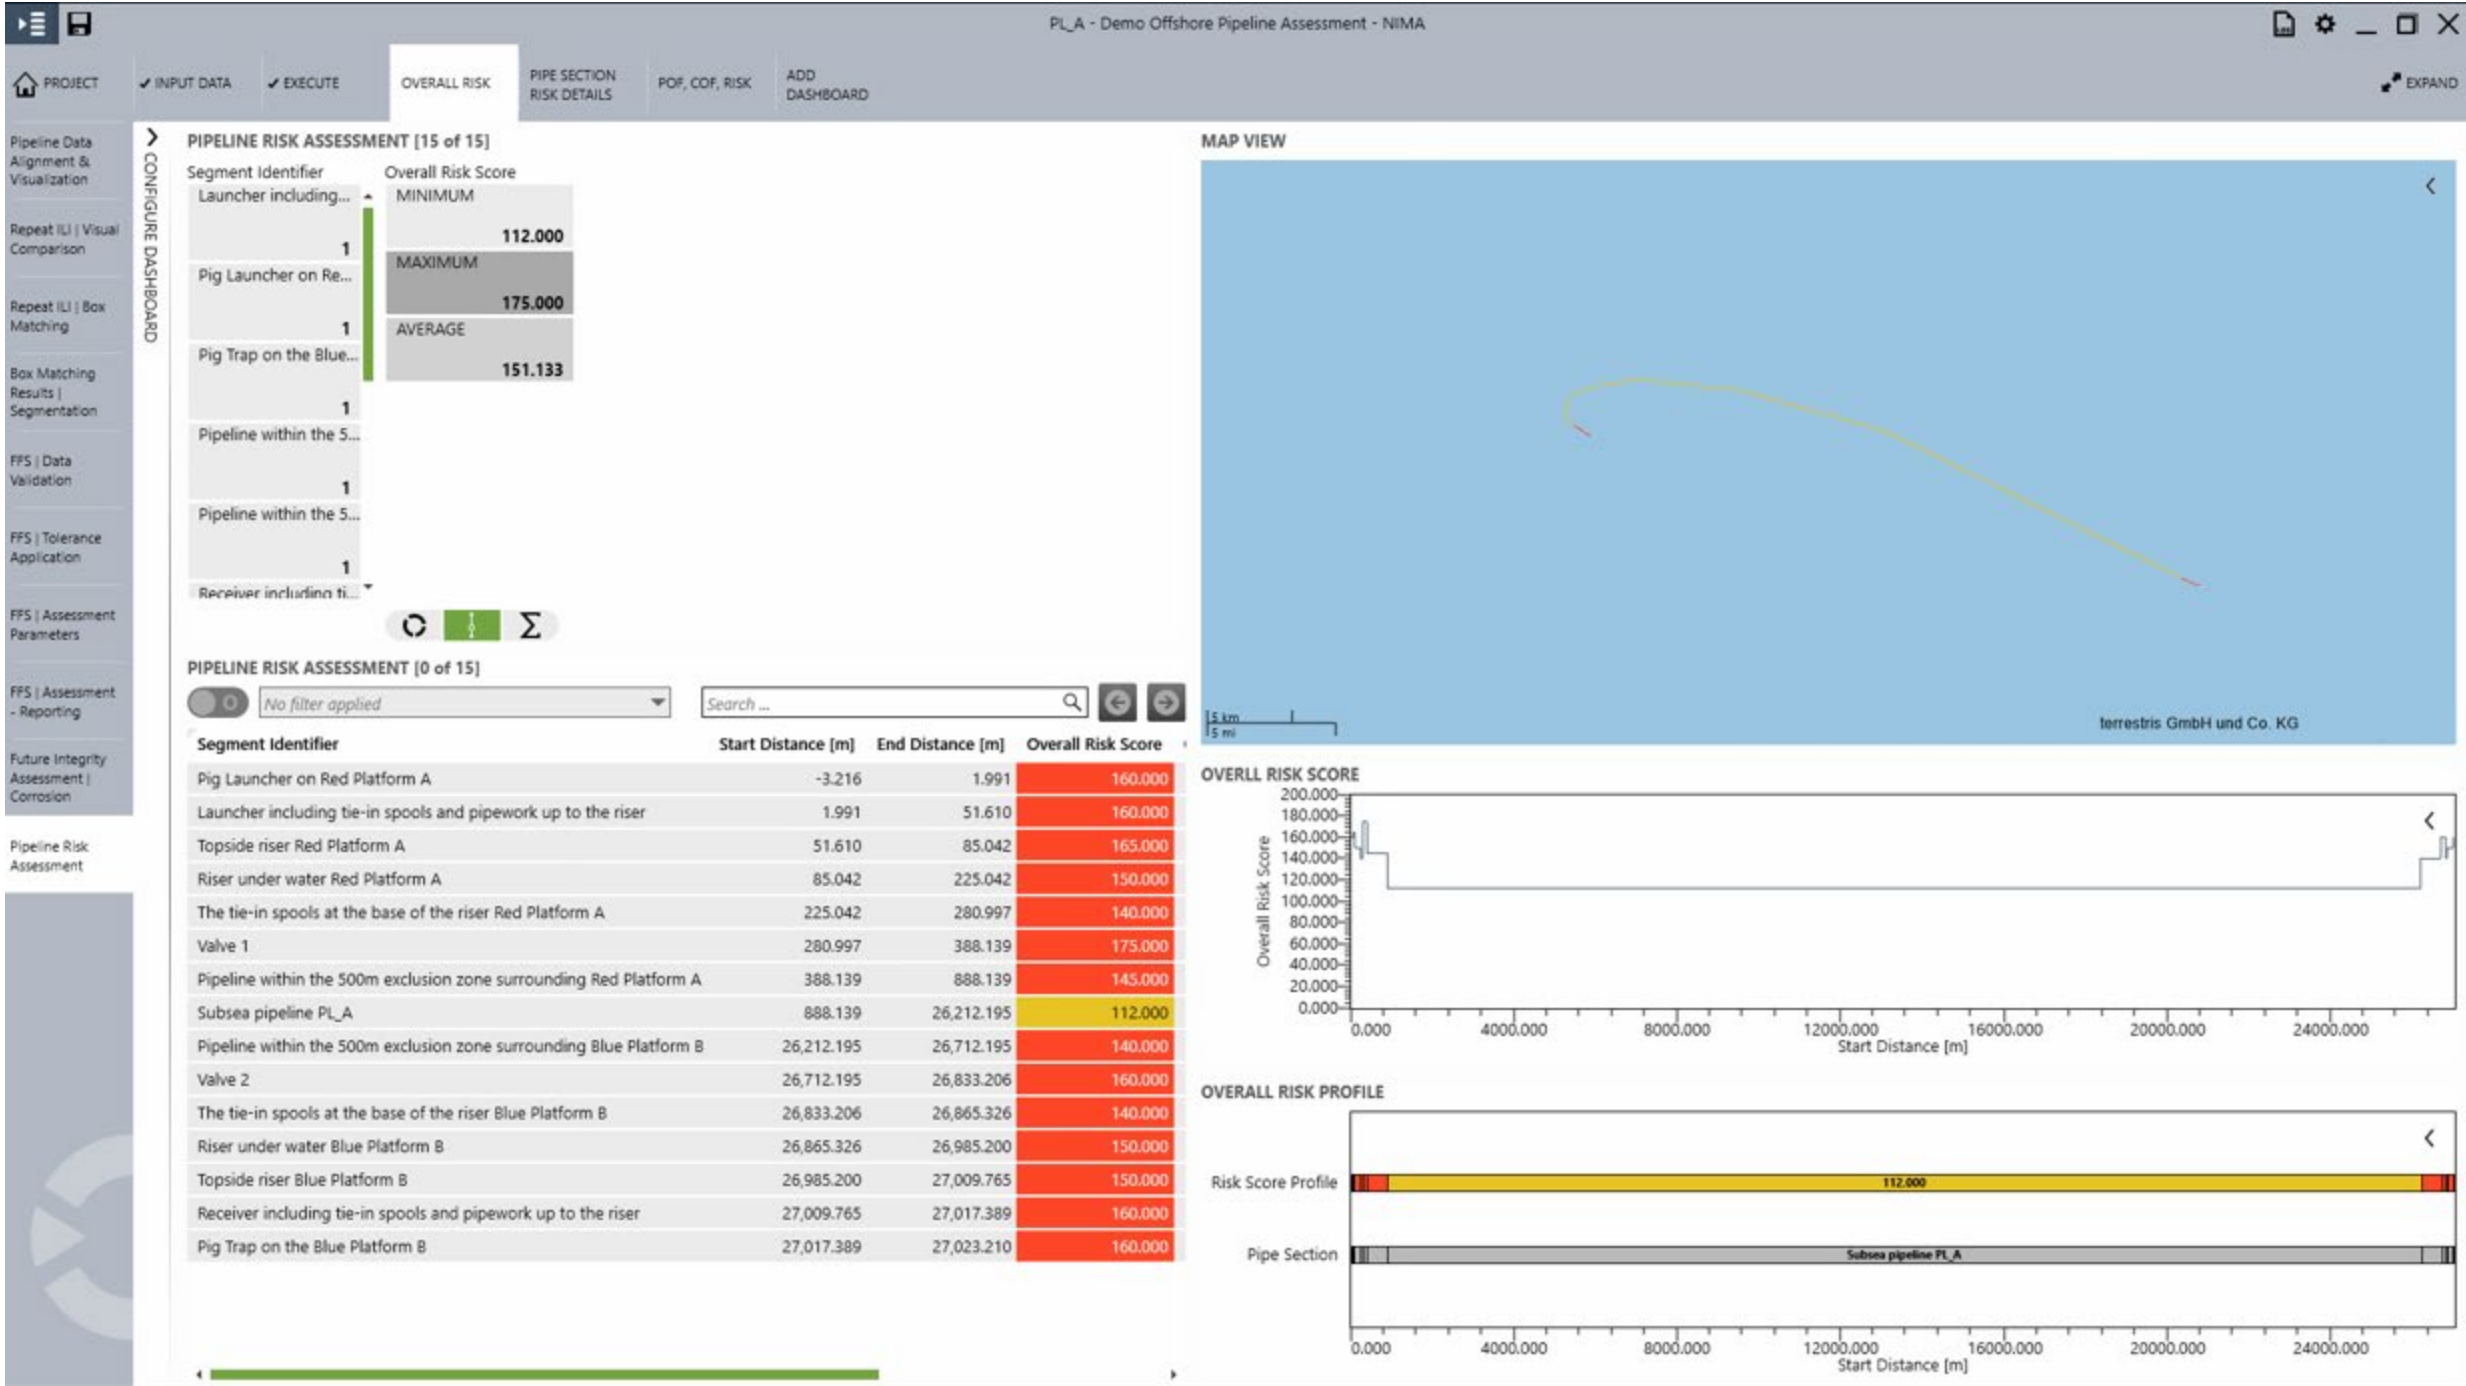 PL_A - Demo Offshore Pipeline Assessment - NIMA
PROJECT
INPUT DATA
EXECUTE
OVERALL RISK
PIPE SECTION
RISK DETAILS
POF, COF, RISK
ADD
DASHBOARD
EXPAND
Pipeline Data
Alignment &
Visualization
Repeat ILI | Visual
Comparison
Repeat ILI | Box
Matching
Box Matching
Results |
Segmentation
FFS | Data
Validation
FFS | Tolerance
Application
FFS | Assessment
Parameters
FFS | Assessment
- Reporting
Future Integrity
Assessment |
Corrosion
Pipeline Risk
Assessment
CONFIGURE DASHBOARD
PIPELINE RISK ASSESSMENT [15 of 15]
Segment Identifier
Launcher including...
1
Pig Launcher on Re...
1
Pig Trap on the Blue...
1
Pipeline within the 5...
1
Pipeline within the 5...
1
Receiver including ti...
Overall Risk Score
MINIMUM
112.000
MAXIMUM
175.000
AVERAGE
151.133
Σ
PIPELINE RISK ASSESSMENT [0 of 15]
No filter applied
Search ...
Segment Identifier Start Distance [m] End Distance [m] Overall Risk Score
Pig Launcher on Red Platform A -3.216 1.991 160.000
Launcher including tie-in spools and pipework up to the riser 1.991 51.610 160.000
Topside riser Red Platform A 51.610 85.042 165.000
Riser under water Red Platform A 85.042 225.042 150.000
The tie-in spools at the base of the riser Red Platform A 225.042 280.997 140.000
Valve 1 280.997 388.139 175.000
Pipeline within the 500m exclusion zone surrounding Red Platform A 388.139 888.139 145.000
Subsea pipeline PL_A 888.139 26,212.195 112.000
Pipeline within the 500m exclusion zone surrounding Blue Platform B 26,212.195 26,712.195 140.000
Valve 2 26,712.195 26,833.206 160.000
The tie-in spools at the base of the riser Blue Platform B 26,833.206 26,865.326 140.000
Riser under water Blue Platform B 26,865.326 26,985.200 150.000
Topside riser Blue Platform B 26,985.200 27,009.765 150.000
Receiver including tie-in spools and pipework up to the riser 27,009.765 27,017.389 160.000
Pig Trap on the Blue Platform B 27,017.389 27,023.210 160.000
MAP VIEW
5 km
5 mi
terrestris GmbH und Co. KG
OVERLL RISK SCORE
Overall Risk Score
200.000
180.000
160.000
140.000
120.000
100.000
80.000
60.000
40.000
20.000
0.000
0.000 4000.000 8000.000 12000.000 16000.000 20000.000 24000.000
Start Distance [m]
OVERALL RISK PROFILE
Risk Score Profile
112.000
Pipe Section
Subsea pipeline PL_A
0.000 4000.000 8000.000 12000.000 16000.000 20000.000 24000.000
Start Distance [m]